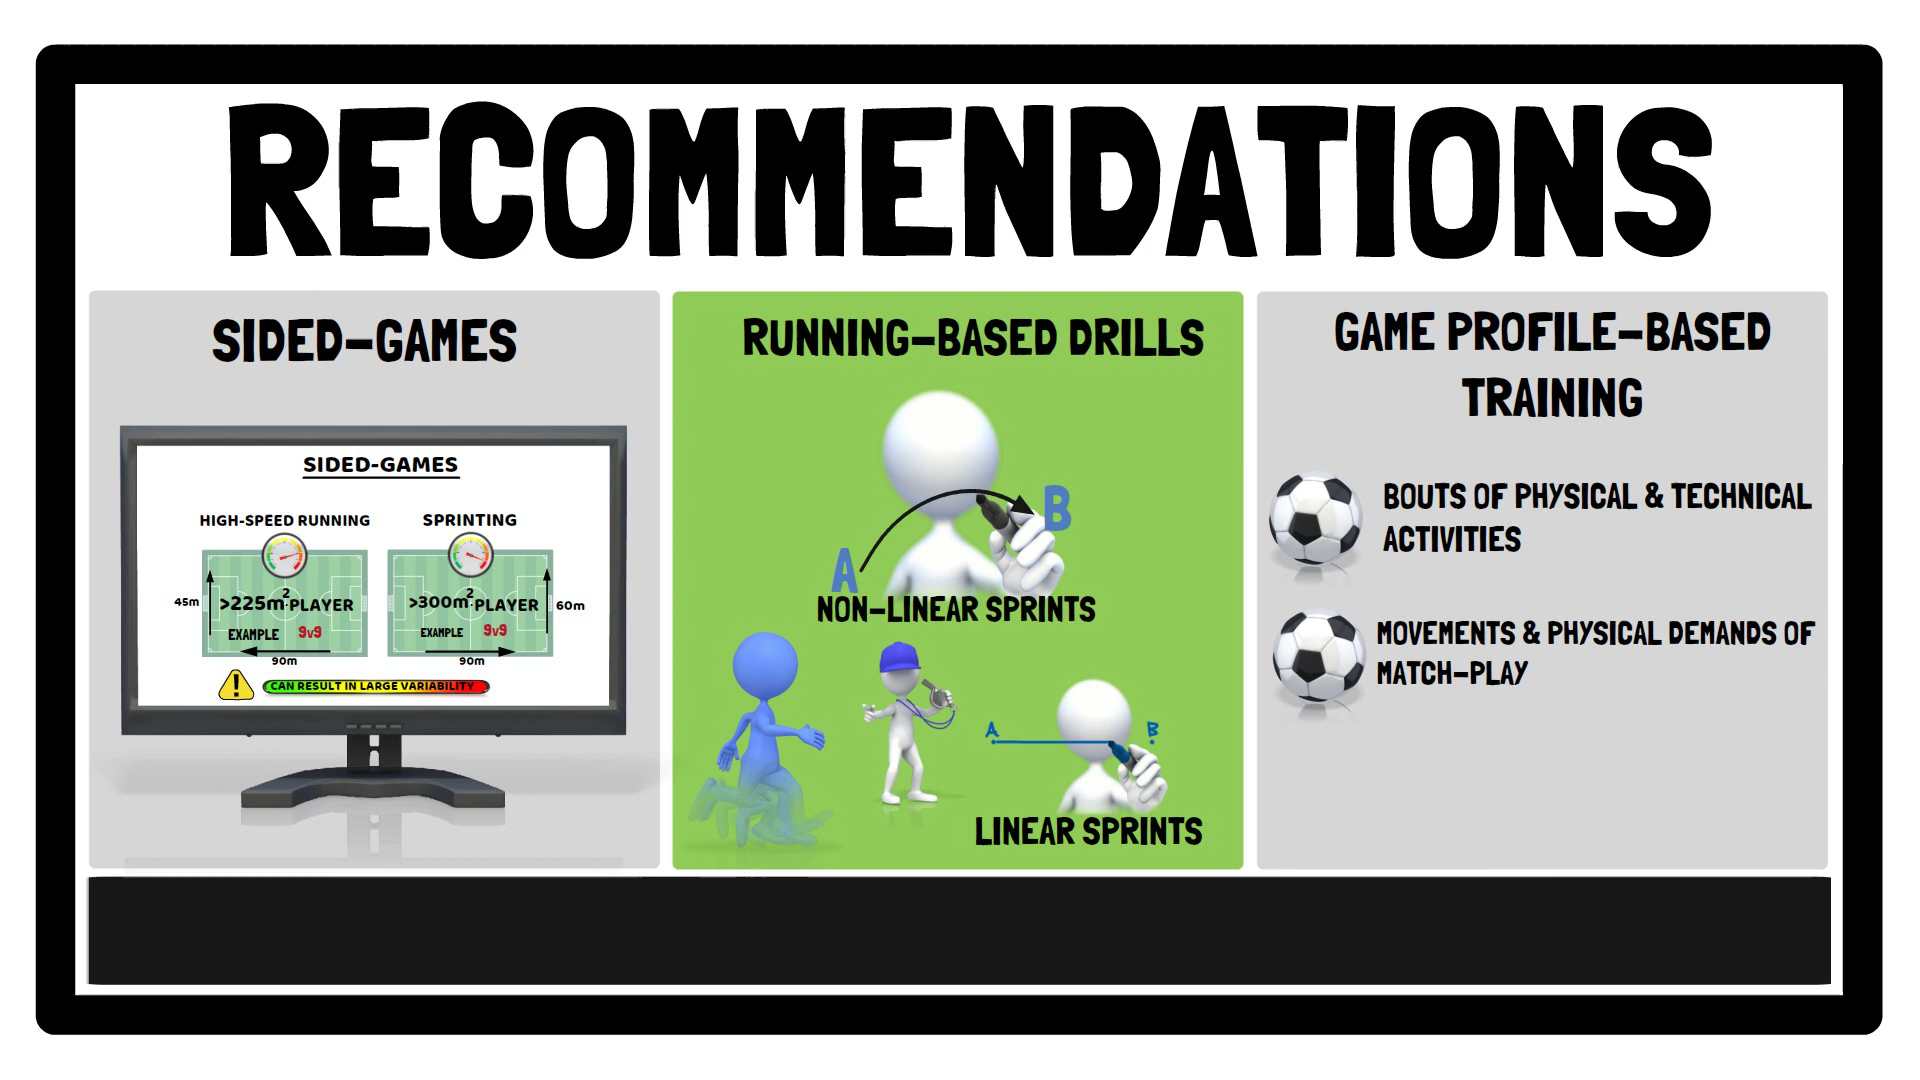 RECOMMENDATIONS
SIDED-GAMES
SIDED-GAMES
HIGH-SPEED RUNNING
SPRINTING
45m
>225m²:PLAYER
EXAMPLE 9v9
90m
>300m²:PLAYER
60m
EXAMPLE 9v9
90m
CAN RESULT IN LARGE VARIABILITY
RUNNING-BASED DRILLS
A
B
NON-LINEAR SPRINTS
A
B
LINEAR SPRINTS
GAME PROFILE-BASED
TRAINING
BOUTS OF PHYSICAL & TECHNICAL
ACTIVITIES
MOVEMENTS & PHYSICAL DEMANDS OF
MATCH-PLAY